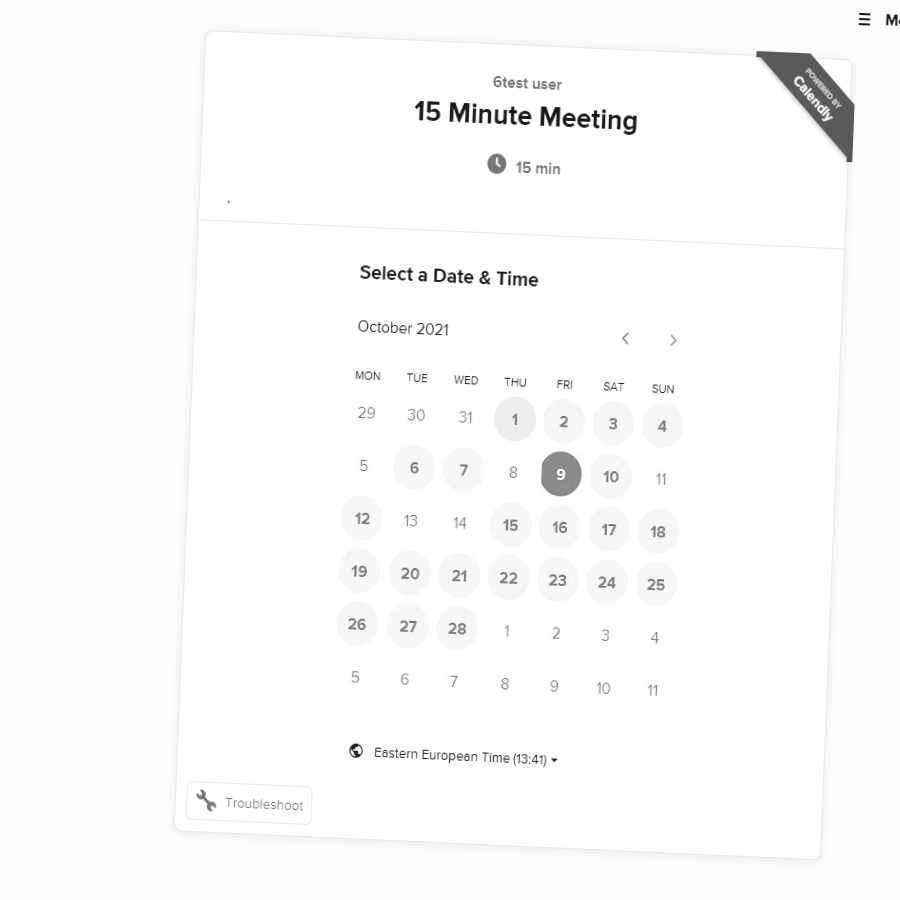 6test user
15 Minute Meeting
15 min
POWERED BY
Calendly
Select a Date & Time
October 2021
MON TUE WED THU FRI SAT SUN
29 30 31 1 2 3 4
5 6 7 8 9 10 11
12 13 14 15 16 17 18
19 20 21 22 23 24 25
26 27 28 1 2 3 4
5 6 7 8 9 10 11
Eastern European Time (13:41)
Troubleshoot